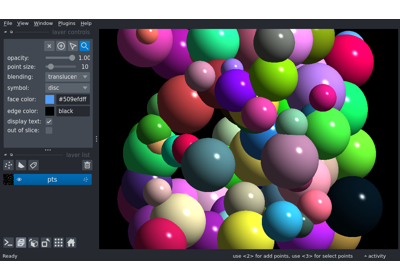 File View Window Plugins Help
layer controls
opacity: 1.00
point size: 10
blending: translucen
symbol: disc
face color: #509efdff
edge color: black
display text:
out of slice:
layer list
pts
Ready use <2> for add points, use <3> for select points activity